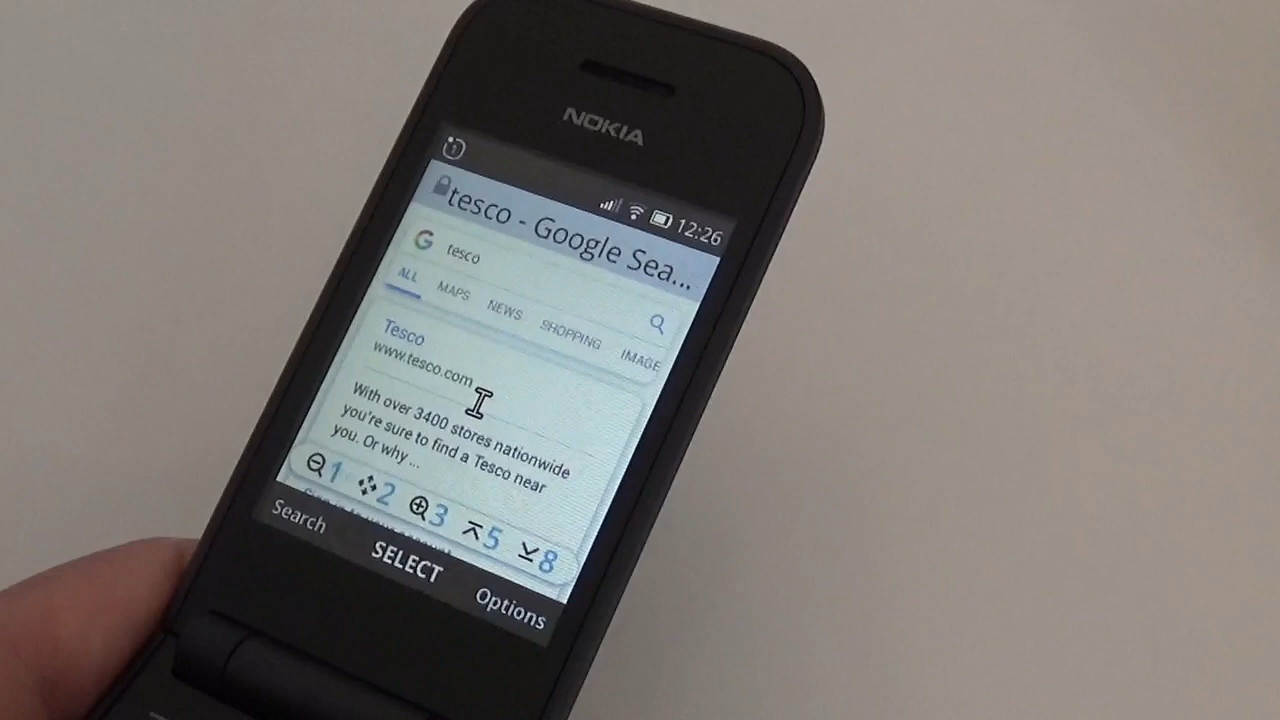 NOKIA
1
12:26
tesco - Google Sea...
G tesco
ALL MAPS NEWS SHOPPING IMAGE
Tesco
www.tesco.com
With over 3400 stores nationwide
you're sure to find a Tesco near
you. Or why ...
1 2 3 5 8
Search SELECT Options